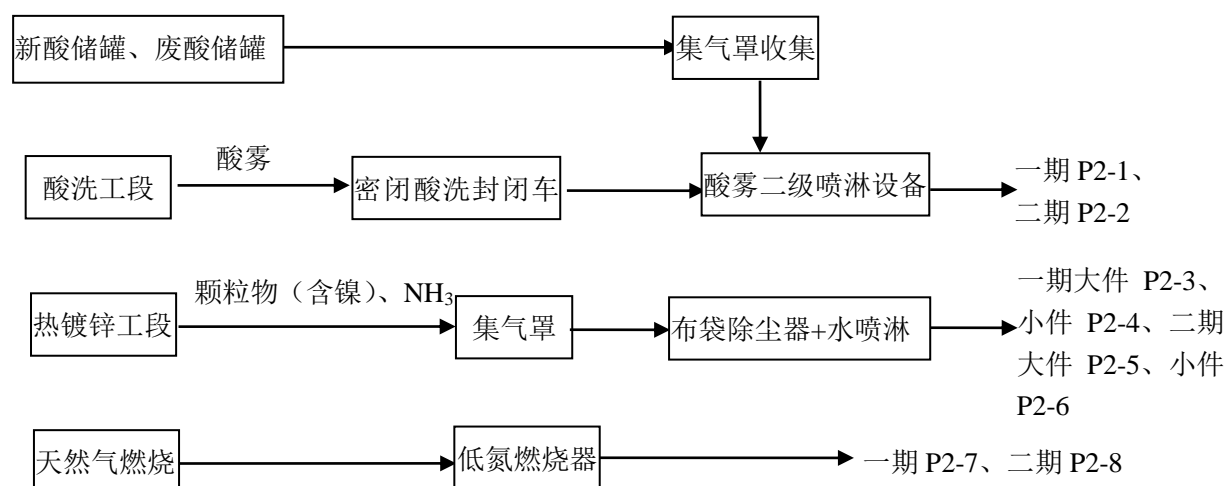 新酸储罐、废酸储罐
集气罩收集
酸雾
酸洗工段
密闭酸洗封闭车
酸雾二级喷淋设备
一期 P2-1、
二期 P2-2
颗粒物（含镍）、NH₃
热镀锌工段
集气罩
布袋除尘器+水喷淋
一期大件 P2-3、
小件 P2-4、二期
大件 P2-5、小件
P2-6
天然气燃烧
低氮燃烧器
一期 P2-7、二期 P2-8